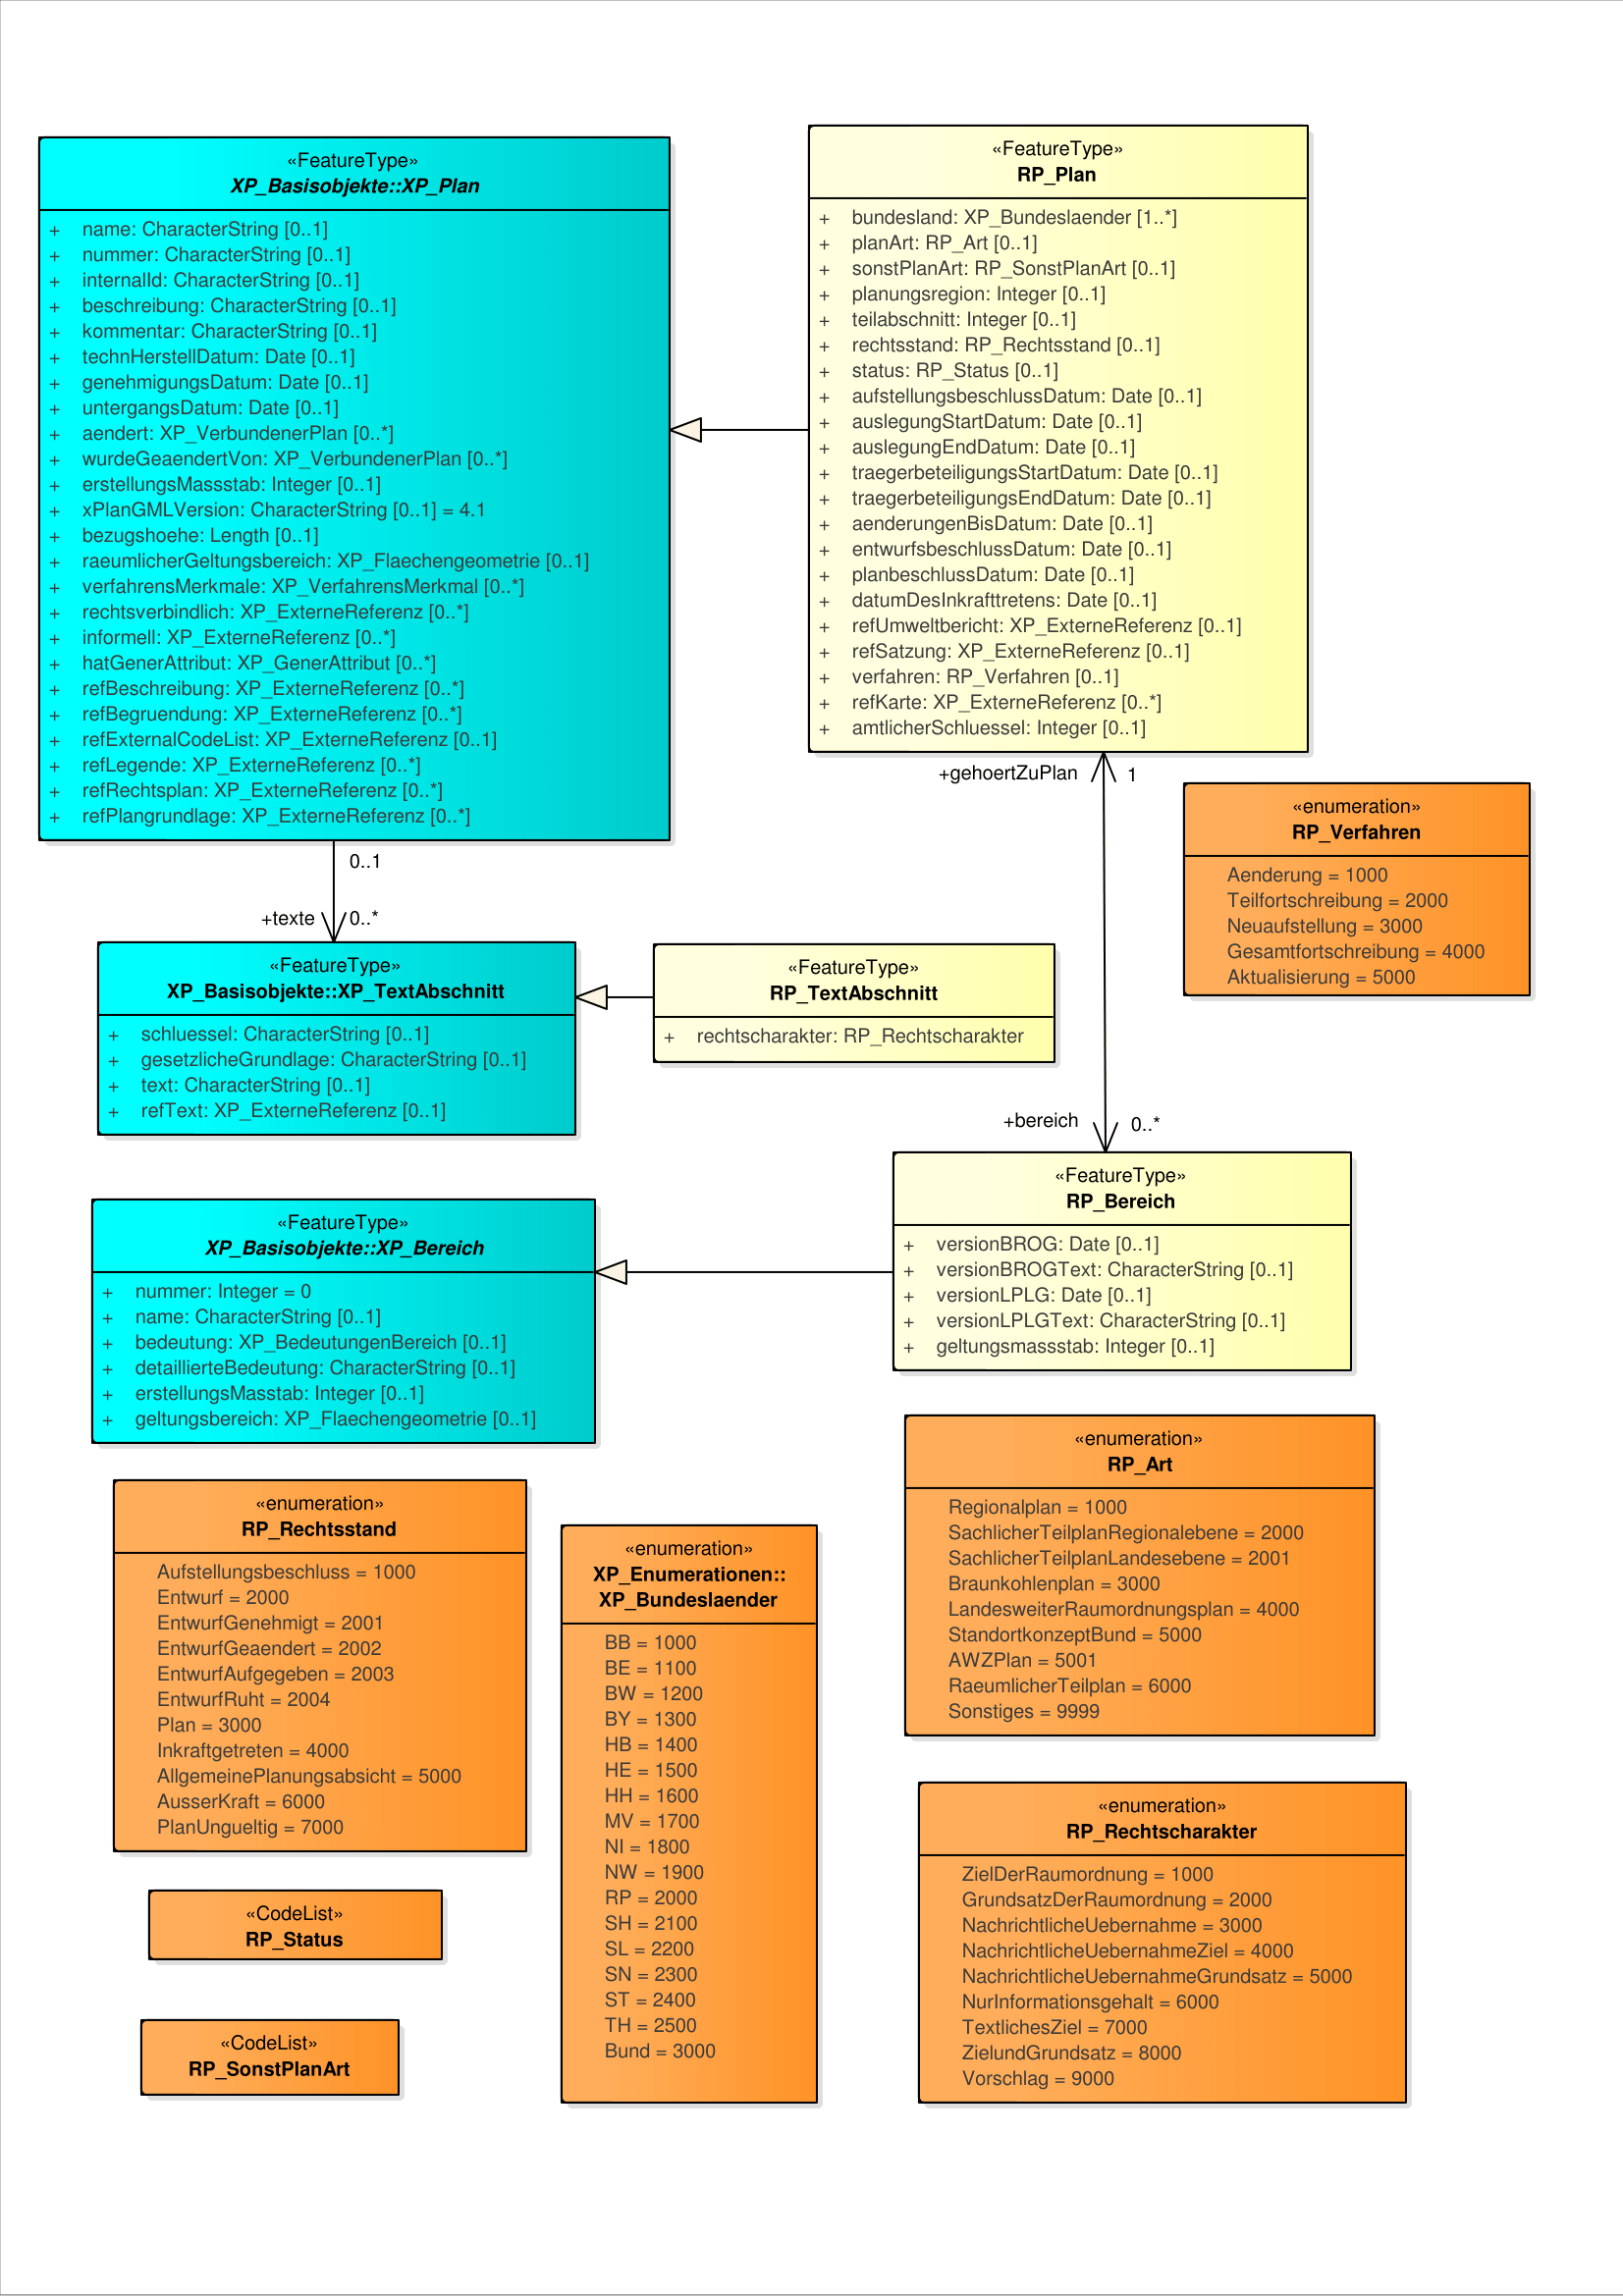 «FeatureType»
XP_Basisobjekte::XP_Plan
+ name: CharacterString [0..1]
+ nummer: CharacterString [0..1]
+ internalId: CharacterString [0..1]
+ beschreibung: CharacterString [0..1]
+ kommentar: CharacterString [0..1]
+ technHerstellDatum: Date [0..1]
+ genehmigungsDatum: Date [0..1]
+ untergangsDatum: Date [0..1]
+ aendert: XP_VerbundenerPlan [0..*]
+ wurdeGeaendertVon: XP_VerbundenerPlan [0..*]
+ erstellungsMassstab: Integer [0..1]
+ xPlanGMLVersion: CharacterString [0..1] = 4.1
+ bezugshoehe: Length [0..1]
+ raeumlicherGeltungsbereich: XP_Flaechengeometrie [0..1]
+ verfahrensMerkmale: XP_VerfahrensMerkmal [0..*]
+ rechtsverbindlich: XP_ExterneReferenz [0..*]
+ informell: XP_ExterneReferenz [0..*]
+ hatGenerAttribut: XP_GenerAttribut [0..*]
+ refBeschreibung: XP_ExterneReferenz [0..*]
+ refBegruendung: XP_ExterneReferenz [0..*]
+ refExternalCodeList: XP_ExterneReferenz [0..1]
+ refLegende: XP_ExterneReferenz [0..*]
+ refRechtsplan: XP_ExterneReferenz [0..*]
+ refPlangrundlage: XP_ExterneReferenz [0..*]
«FeatureType»
RP_Plan
+ bundesland: XP_Bundeslaender [1..*]
+ planArt: RP_Art [0..1]
+ sonstPlanArt: RP_SonstPlanArt [0..1]
+ planungsregion: Integer [0..1]
+ teilabschnitt: Integer [0..1]
+ rechtsstand: RP_Rechtsstand [0..1]
+ status: RP_Status [0..1]
+ aufstellungsbeschlussDatum: Date [0..1]
+ auslegungStartDatum: Date [0..1]
+ auslegungEndDatum: Date [0..1]
+ traegerbeteiligungsStartDatum: Date [0..1]
+ traegerbeteiligungsEndDatum: Date [0..1]
+ aenderungenBisDatum: Date [0..1]
+ entwurfsbeschlussDatum: Date [0..1]
+ planbeschlussDatum: Date [0..1]
+ datumDesInkrafttretens: Date [0..1]
+ refUmweltbericht: XP_ExterneReferenz [0..1]
+ refSatzung: XP_ExterneReferenz [0..1]
+ verfahren: RP_Verfahren [0..1]
+ refKarte: XP_ExterneReferenz [0..*]
+ amtlicherSchluessel: Integer [0..1]
+gehoertZuPlan 1
«enumeration»
RP_Verfahren
Aenderung = 1000
Teilfortschreibung = 2000
Neuaufstellung = 3000
Gesamtfortschreibung = 4000
Aktualisierung = 5000
0..1
+texte 0..*
«FeatureType»
XP_Basisobjekte::XP_TextAbschnitt
+ schluessel: CharacterString [0..1]
+ gesetzlicheGrundlage: CharacterString [0..1]
+ text: CharacterString [0..1]
+ refText: XP_ExterneReferenz [0..1]
«FeatureType»
RP_TextAbschnitt
+ rechtscharakter: RP_Rechtscharakter
+bereich 0..*
«FeatureType»
RP_Bereich
+ versionBROG: Date [0..1]
+ versionBROGText: CharacterString [0..1]
+ versionLPLG: Date [0..1]
+ versionLPLGText: CharacterString [0..1]
+ geltungsmassstab: Integer [0..1]
«FeatureType»
XP_Basisobjekte::XP_Bereich
+ nummer: Integer = 0
+ name: CharacterString [0..1]
+ bedeutung: XP_BedeutungenBereich [0..1]
+ detaillierteBedeutung: CharacterString [0..1]
+ erstellungsMasstab: Integer [0..1]
+ geltungsbereich: XP_Flaechengeometrie [0..1]
«enumeration»
RP_Art
Regionalplan = 1000
SachlicherTeilplanRegionalebene = 2000
SachlicherTeilplanLandesebene = 2001
Braunkohlenplan = 3000
LandesweiterRaumordnungsplan = 4000
StandortkonzeptBund = 5000
AWZPlan = 5001
RaeumlicherTeilplan = 6000
Sonstiges = 9999
«enumeration»
RP_Rechtsstand
Aufstellungsbeschluss = 1000
Entwurf = 2000
EntwurfGenehmigt = 2001
EntwurfGeaendert = 2002
EntwurfAufgegeben = 2003
EntwurfRuht = 2004
Plan = 3000
Inkraftgetreten = 4000
AllgemeinePlanungsabsicht = 5000
AusserKraft = 6000
PlanUngueltig = 7000
«enumeration»
XP_Enumerationen::
XP_Bundeslaender
BB = 1000
BE = 1100
BW = 1200
BY = 1300
HB = 1400
HE = 1500
HH = 1600
MV = 1700
NI = 1800
NW = 1900
RP = 2000
SH = 2100
SL = 2200
SN = 2300
ST = 2400
TH = 2500
Bund = 3000
«enumeration»
RP_Rechtscharakter
ZielDerRaumordnung = 1000
GrundsatzDerRaumordnung = 2000
NachrichtlicheUebernahme = 3000
NachrichtlicheUebernahmeZiel = 4000
NachrichtlicheUebernahmeGrundsatz = 5000
NurInformationsgehalt = 6000
TextlichesZiel = 7000
ZielundGrundsatz = 8000
Vorschlag = 9000
«CodeList»
RP_Status
«CodeList»
RP_SonstPlanArt